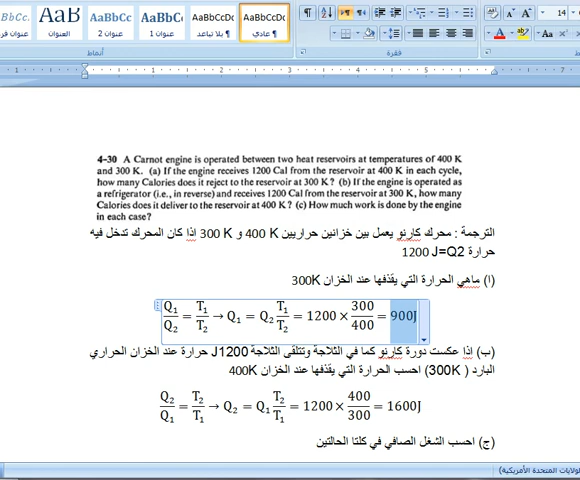 BbCc.
AaB
AaBbCc
AaBbC
AaBbCcDc
AaBbCcDc
العنوان
عنوان 2
عنوان 1
¶ بلا تباعد
¶ عادي
أنماط
فقرة
14
4-30 A Carnot engine is operated between two heat reservoirs at temperatures of 400 K
and 300 K. (a) If the engine receives 1200 Cal from the reservoir at 400 K in each cycle,
how many Calories does it reject to the reservoir at 300 K? (b) If the engine is operated as
a refrigerator (i.e., in reverse) and receives 1200 Cal from the reservoir at 300 K, how many
Calories does it deliver to the reservoir at 400 K? (c) How much work is done by the engine
in each case?
الترجمة : محرك كارنو يعمل بين خزانين حراريين 400 K و 300 K اذا كان المحرك تدخل فيه
حرارة 1200 J=Q2
(ا) ماهي الحرارة التي يقذفها عند الخزان 300K
Q₁/Q₂ = T₁/T₂ → Q₁ = Q₂ T₁/T₂ = 1200 × 300/400 = 900J
(ب) اذا عكست دورة كارنو كما في الثلاجة وتتلقى الثلاجة J1200 حرارة عند الخزان الحراري
البارد ( 300K) احسب الحرارة التي يقذفها عند الخزان 400K
Q₂/Q₁ = T₂/T₁ → Q₂ = Q₁ T₂/T₁ = 1200 × 400/300 = 1600J
(ج) احسب الشغل الصافي في كلتا الحالتين
الولايات المتحدة الأمريكية)